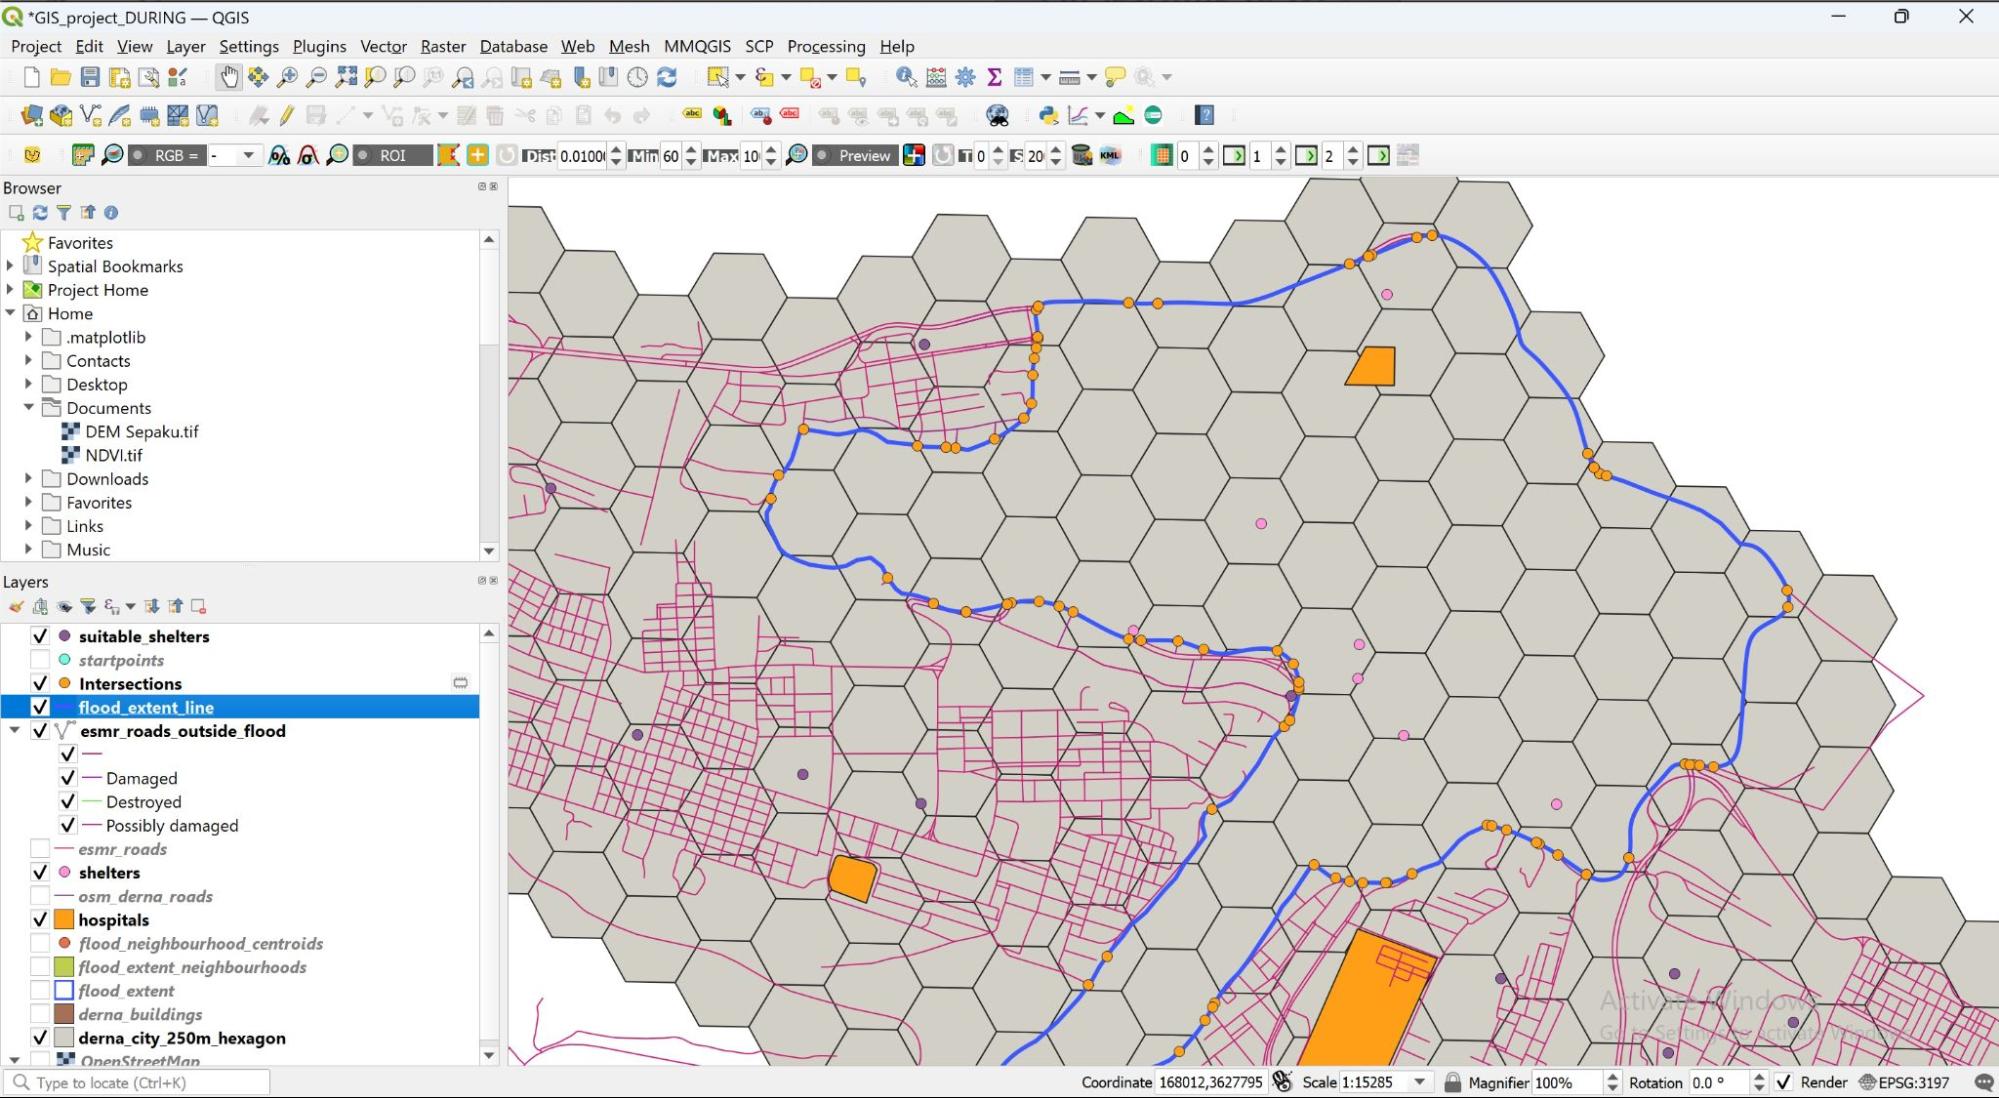 *GIS_project_DURING — QGIS
Project Edit View Layer Settings Plugins Vector Raster Database Web Mesh MMQGIS SCP Processing Help
abc abc abc
RGB = - ROI Dist 0.0100 Min 60 Max 10 Preview T 0 S 20 KML 0 1 2
Browser
Favorites
Spatial Bookmarks
Project Home
Home
.matplotlib
Contacts
Desktop
Documents
DEM Sepaku.tif
NDVI.tif
Downloads
Favorites
Links
Music
Layers
suitable_shelters
startpoints
Intersections
flood_extent_line
esmr_roads_outside_flood
Damaged
Destroyed
Possibly damaged
esmr_roads
shelters
osm_derna_roads
hospitals
flood_neighbourhood_centroids
flood_extent_neighbourhoods
flood_extent
derna_buildings
derna_city_250m_hexagon
OpenStreetMap
Activate Windows
Go to Settings to activate Windows.
Type to locate (Ctrl+K) Coordinate 168012,3627795 Scale 1:15285 Magnifier 100% Rotation 0.0 ° Render EPSG:3197